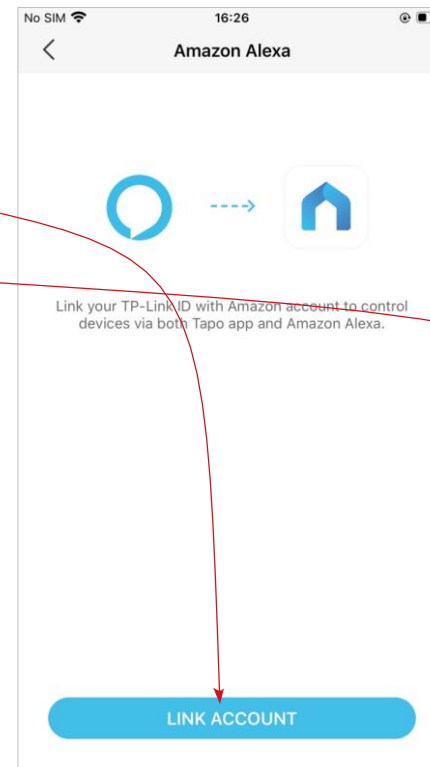 No SIM 16:26
Amazon Alexa
Link your TP-Link ID with Amazon account to control
devices via both Tapo app and Amazon Alexa.
LINK ACCOUNT